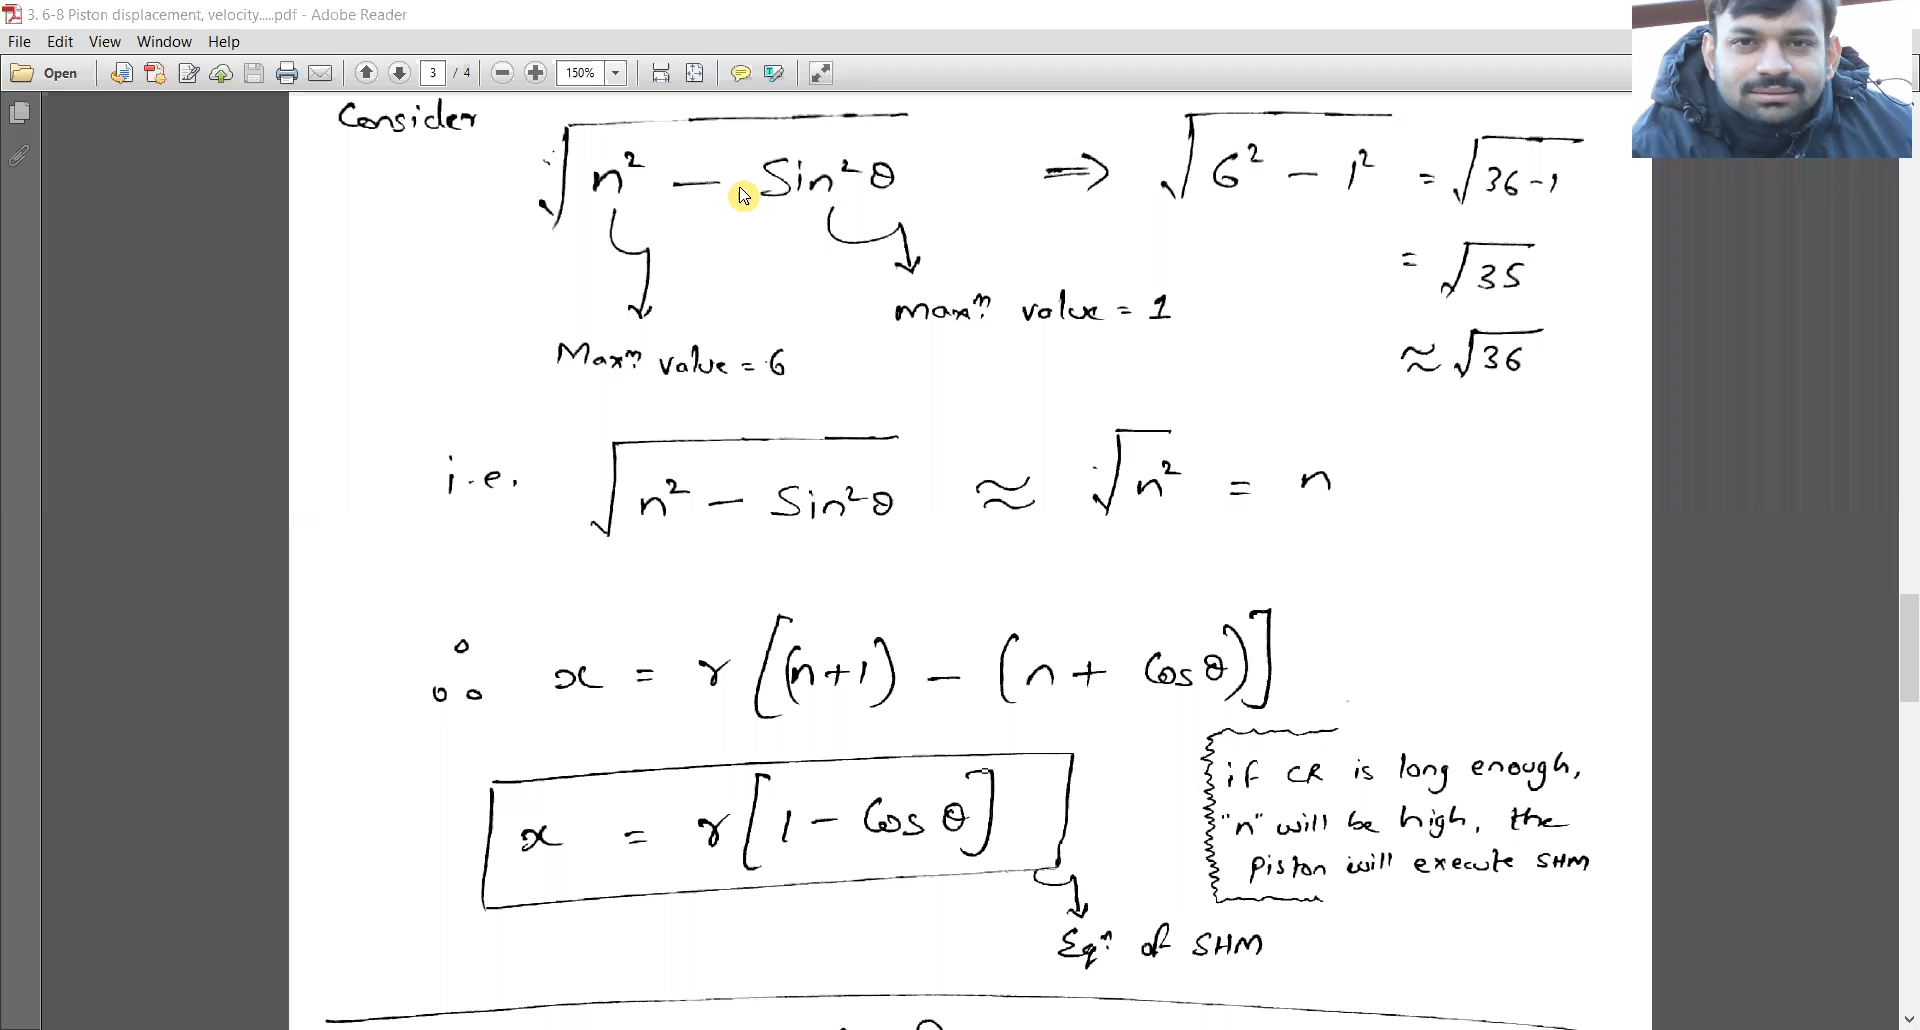 3. 6-8 Piston displacement, velocity.....pdf - Adobe Reader
File Edit View Window Help
Open 3 / 4 150%
Consider
√(n² − Sin²θ) ⟹ √(6² − 1²) = √(36-1)
= √35
maxᵐ value = 1
Maxᵐ value = 6
≈ √36
i.e. √(n² − Sin²θ) ≈ √n² = n
∴ x = r[(n+1) − (n + Cosθ)]
if CR is long enough,
"n" will be high, the
piston will execute SHM
x = r[1 − Cosθ]
Eqⁿ of SHM